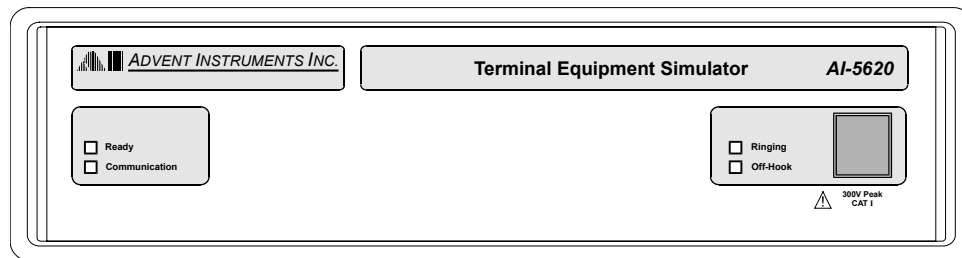 ADVENT INSTRUMENTS INC.
Terminal Equipment Simulator AI-5620
Ready
Communication
Ringing
Off-Hook
300V Peak
CAT I